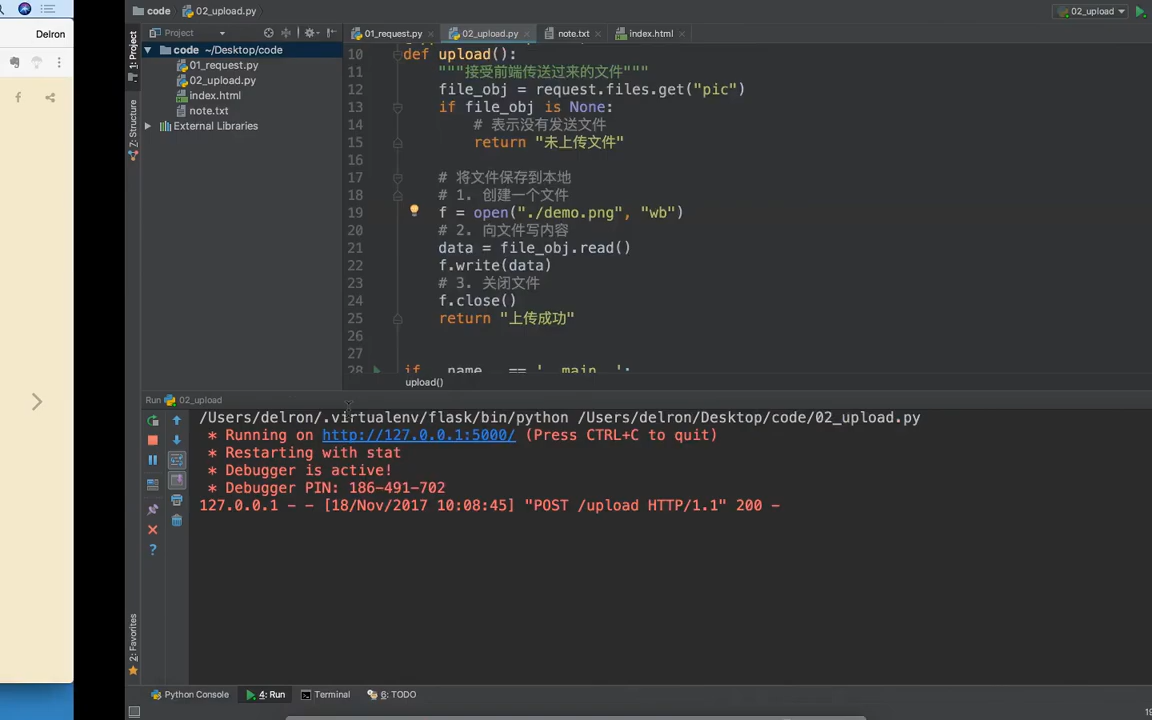 code 02_upload.py
02_upload
Delron
Project
01_request.py
02_upload.py
note.txt
index.html
1: Project
code ~/Desktop/code
01_request.py
02_upload.py
index.html
note.txt
External Libraries
7: Structure
10 def upload():
11 """接受前端传送过来的文件"""
12 file_obj = request.files.get("pic")
13 if file_obj is None:
14 # 表示没有发送文件
15 return "未上传文件"
16
17 # 将文件保存到本地
18 # 1. 创建一个文件
19 f = open("./demo.png", "wb")
20 # 2. 向文件写内容
21 data = file_obj.read()
22 f.write(data)
23 # 3. 关闭文件
24 f.close()
25 return "上传成功"
26
27
28 if __name__ == '__main__':
upload()
Run 02_upload
/Users/delron/.virtualenv/flask/bin/python /Users/delron/Desktop/code/02_upload.py
* Running on http://127.0.0.1:5000/ (Press CTRL+C to quit)
* Restarting with stat
* Debugger is active!
* Debugger PIN: 186-491-702
127.0.0.1 - - [18/Nov/2017 10:08:45] "POST /upload HTTP/1.1" 200 -
2: Favorites
Python Console
4: Run
Terminal
6: TODO
19